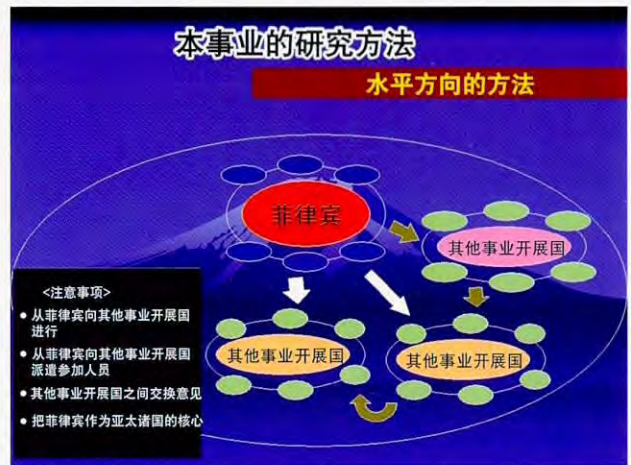 本事业的研究方法
水平方向的方法
菲律宾
其他事业开展国
其他事业开展国
其他事业开展国
<注意事项>
● 从菲律宾向其他事业开展国
进行
● 从菲律宾向其他事业开展国
派遣参加人员
● 其他事业开展国之间交换意见
● 把菲律宾作为亚太诸国的核心